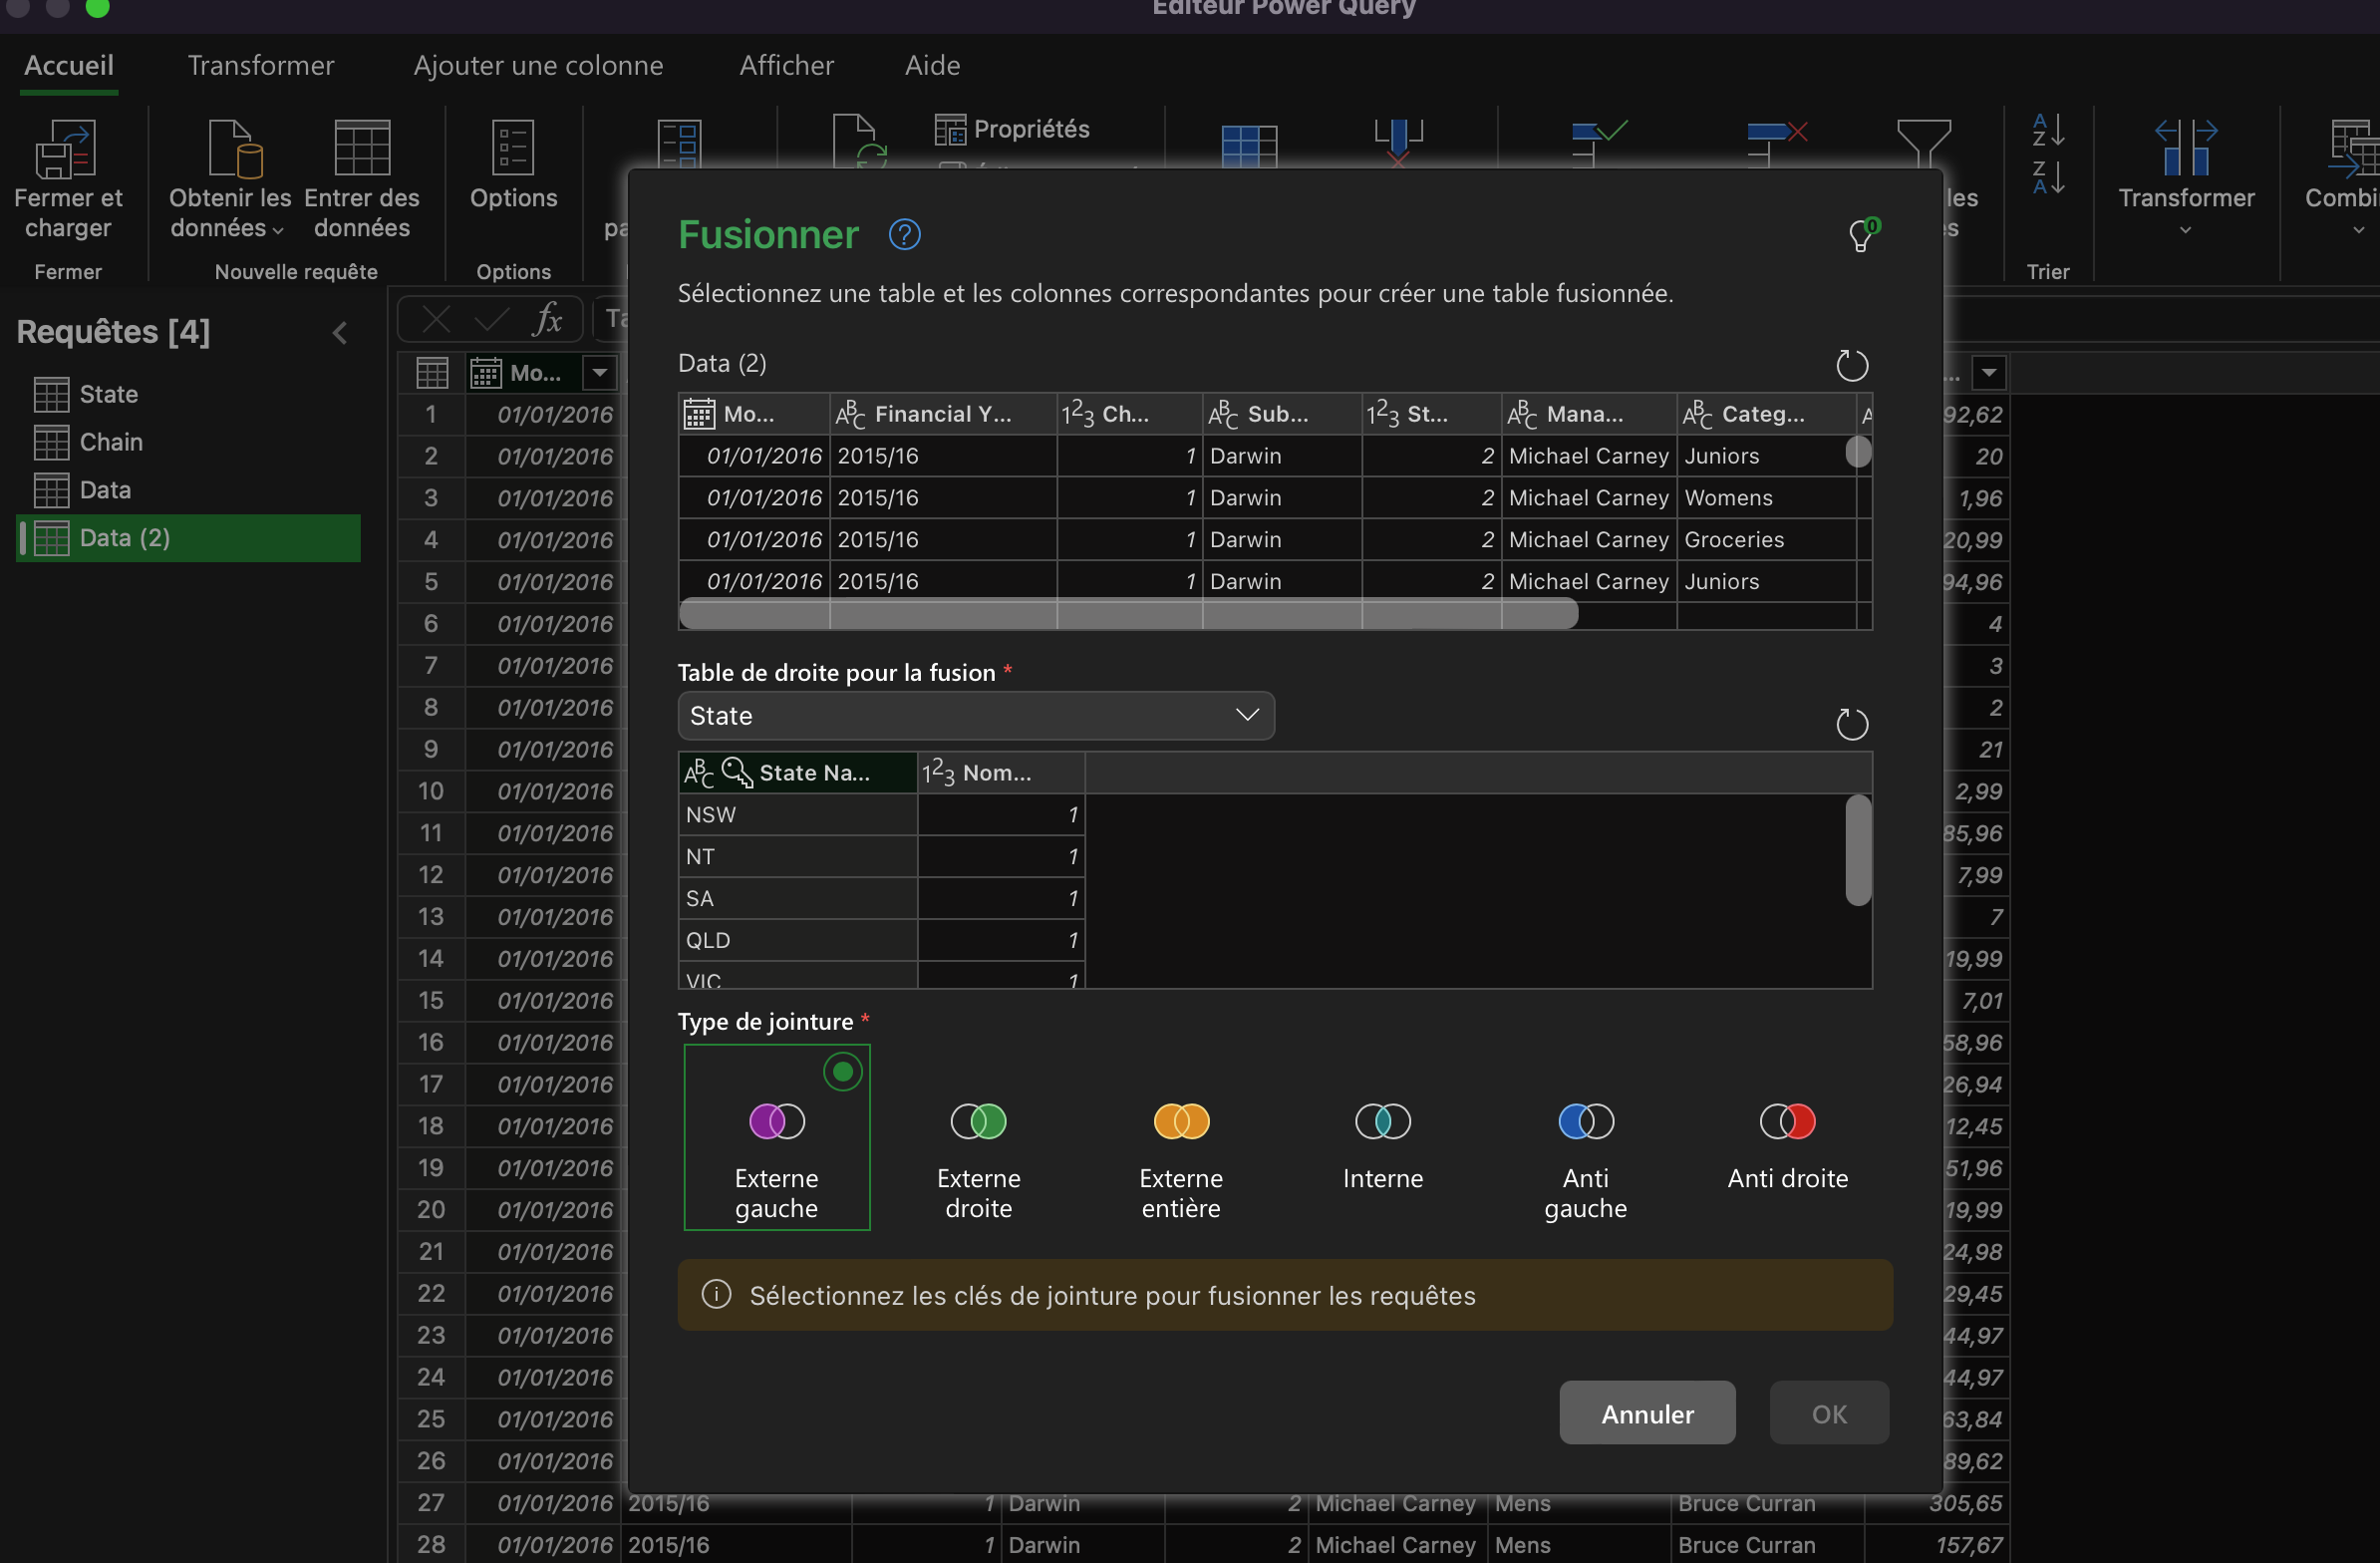 Editeur Power Query
Accueil Transformer Ajouter une colonne Afficher Aide
Propriétés
Fermer et charger
Obtenir les données
Entrer des données
Options
Transformer
Fermer
Nouvelle requête
Options
Trier
Requêtes [4]
State
Chain
Data
Data (2)
Fusionner
Sélectionnez une table et les colonnes correspondantes pour créer une table fusionnée.
Data (2)
Mo... Financial Y... Ch... Sub... St... Mana... Categ...
01/01/2016 2015/16 1 Darwin 2 Michael Carney Juniors
01/01/2016 2015/16 1 Darwin 2 Michael Carney Womens
01/01/2016 2015/16 1 Darwin 2 Michael Carney Groceries
01/01/2016 2015/16 1 Darwin 2 Michael Carney Juniors
Table de droite pour la fusion *
State
State Na... Nom...
NSW 1
NT 1
SA 1
QLD 1
VIC 1
Type de jointure *
Externe gauche
Externe droite
Externe entière
Interne
Anti gauche
Anti droite
Sélectionnez les clés de jointure pour fusionner les requêtes
Annuler OK
Mo...
1 01/01/2016 92,62
2 01/01/2016 20
3 01/01/2016 1,96
4 01/01/2016 20,99
5 01/01/2016 94,96
6 01/01/2016 4
7 01/01/2016 3
8 01/01/2016 2
9 01/01/2016 21
10 01/01/2016 2,99
11 01/01/2016 85,96
12 01/01/2016 7,99
13 01/01/2016 7
14 01/01/2016 19,99
15 01/01/2016 7,01
16 01/01/2016 58,96
17 01/01/2016 26,94
18 01/01/2016 12,45
19 01/01/2016 51,96
20 01/01/2016 19,99
21 01/01/2016 24,98
22 01/01/2016 29,45
23 01/01/2016 44,97
24 01/01/2016 44,97
25 01/01/2016 63,84
26 01/01/2016 89,62
27 01/01/2016 2015/16 1 Darwin 2 Michael Carney Mens Bruce Curran 305,65
28 01/01/2016 2015/16 1 Darwin 2 Michael Carney Mens Bruce Curran 157,67